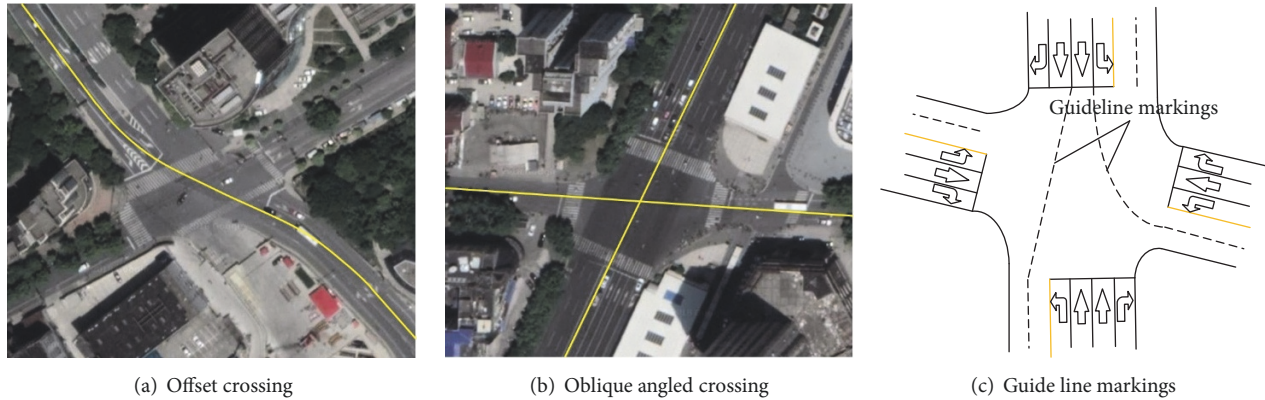 Guideline markings
(a) Offset crossing
(b) Oblique angled crossing
(c) Guide line markings